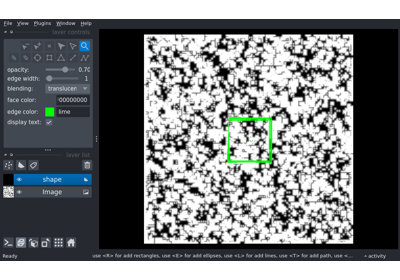 File View Plugins Window Help
layer controls
opacity: 0.70
edge width: 1
blending: translucen
face color: 00000000
edge color: lime
display text:
layer list
shape
Image
Ready
use <R> for add rectangles, use <E> for add ellipses, use <L> for add lines, use <T> for add path, use <...
activity